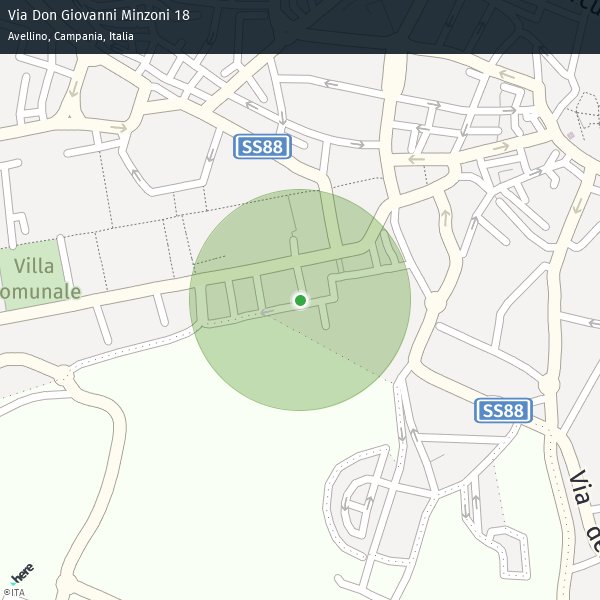 Via Don Giovanni Minzoni 18
Avellino, Campania, Italia
SS88
Villa
omunale
SS88
Via de
here
©ITA